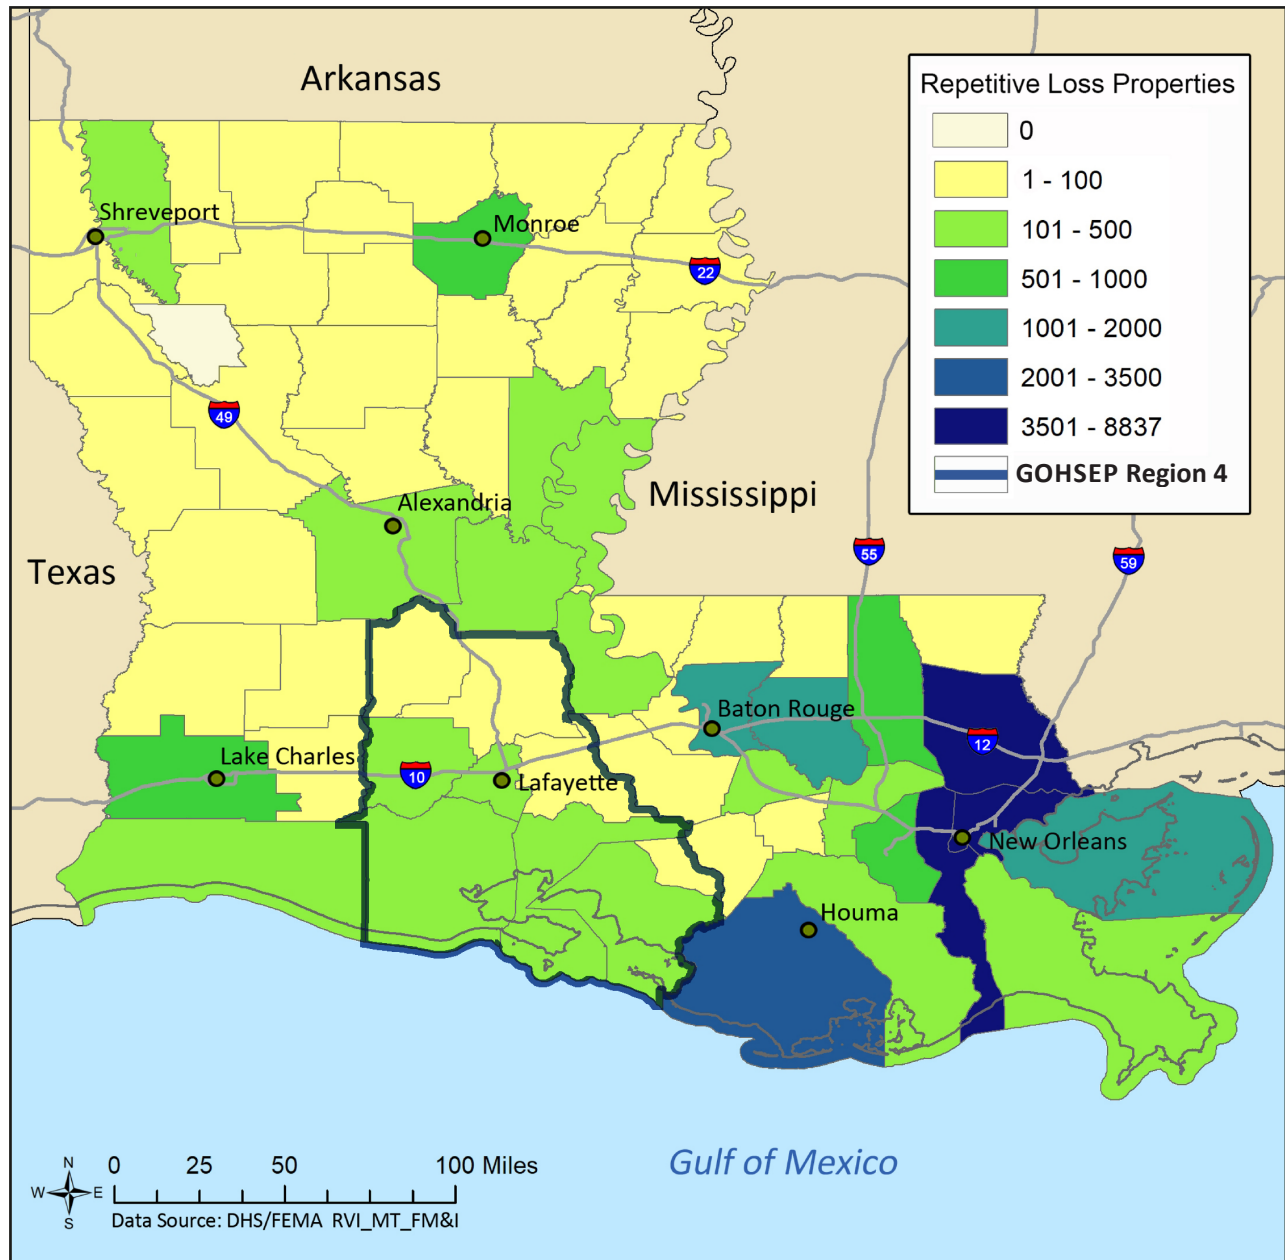 Arkansas
Repetitive Loss Properties
0
1 - 100
101 - 500
501 - 1000
1001 - 2000
2001 - 3500
3501 - 8837
GOHSEP Region 4
Shreveport
Monroe
22
49
Alexandria
Mississippi
Texas
55
59
Baton Rouge
12
Lake Charles
10
Lafayette
New Orleans
Houma
Gulf of Mexico
N
W E
S
0 25 50 100 Miles
Data Source: DHS/FEMA RVI_MT_FM&I